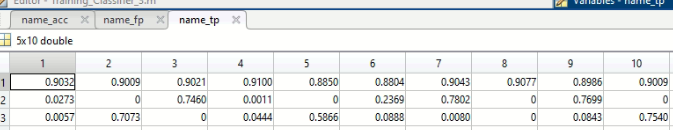 Editor - Training_Classifier_3.m Variables - name_tp
name_acc name_fp name_tp
5x10 double
1 2 3 4 5 6 7 8 9 10
1 0.9032 0.9009 0.9021 0.9100 0.8850 0.8804 0.9043 0.9077 0.8986 0.9009
2 0.0273 0 0.7460 0.0011 0 0.2369 0.7802 0 0.7699 0
3 0.0057 0.7073 0 0.0444 0.5866 0.0888 0.0080 0 0.0843 0.7540